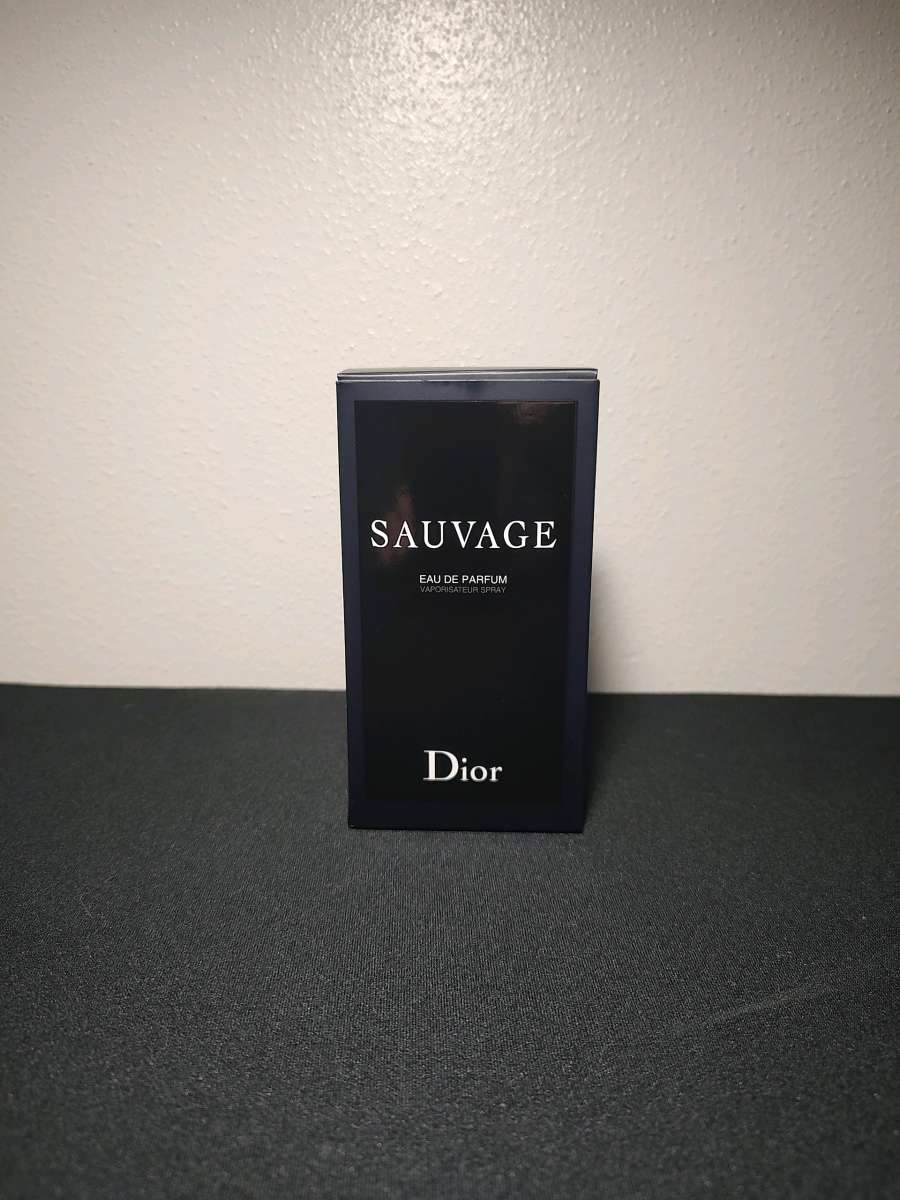 SAUVAGE
EAU DE PARFUM
VAPORISATEUR SPRAY
Dior